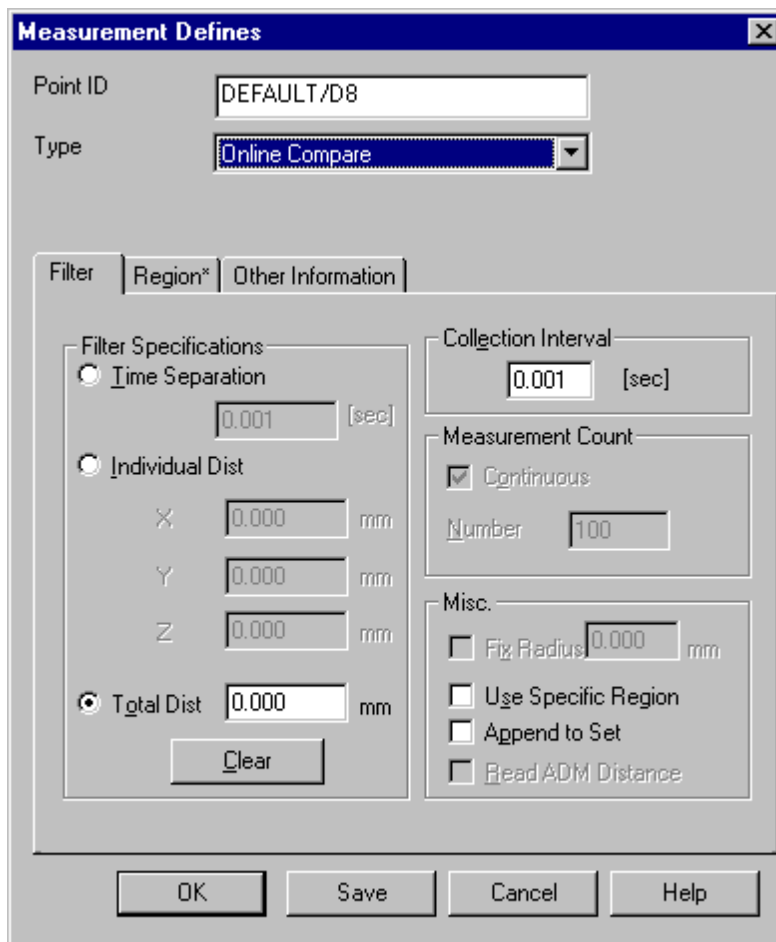 Measurement Defines
Point ID
DEFAULT/D8
Type
Online Compare
Filter
Region*
Other Information
Filter Specifications
Time Separation
0.001 [sec]
Individual Dist
X 0.000 mm
Y 0.000 mm
Z 0.000 mm
Total Dist 0.000 mm
Clear
Collection Interval
0.001 [sec]
Measurement Count
Continuous
Number 100
Misc.
Fix Radius 0.000 mm
Use Specific Region
Append to Set
Read ADM Distance
OK
Save
Cancel
Help